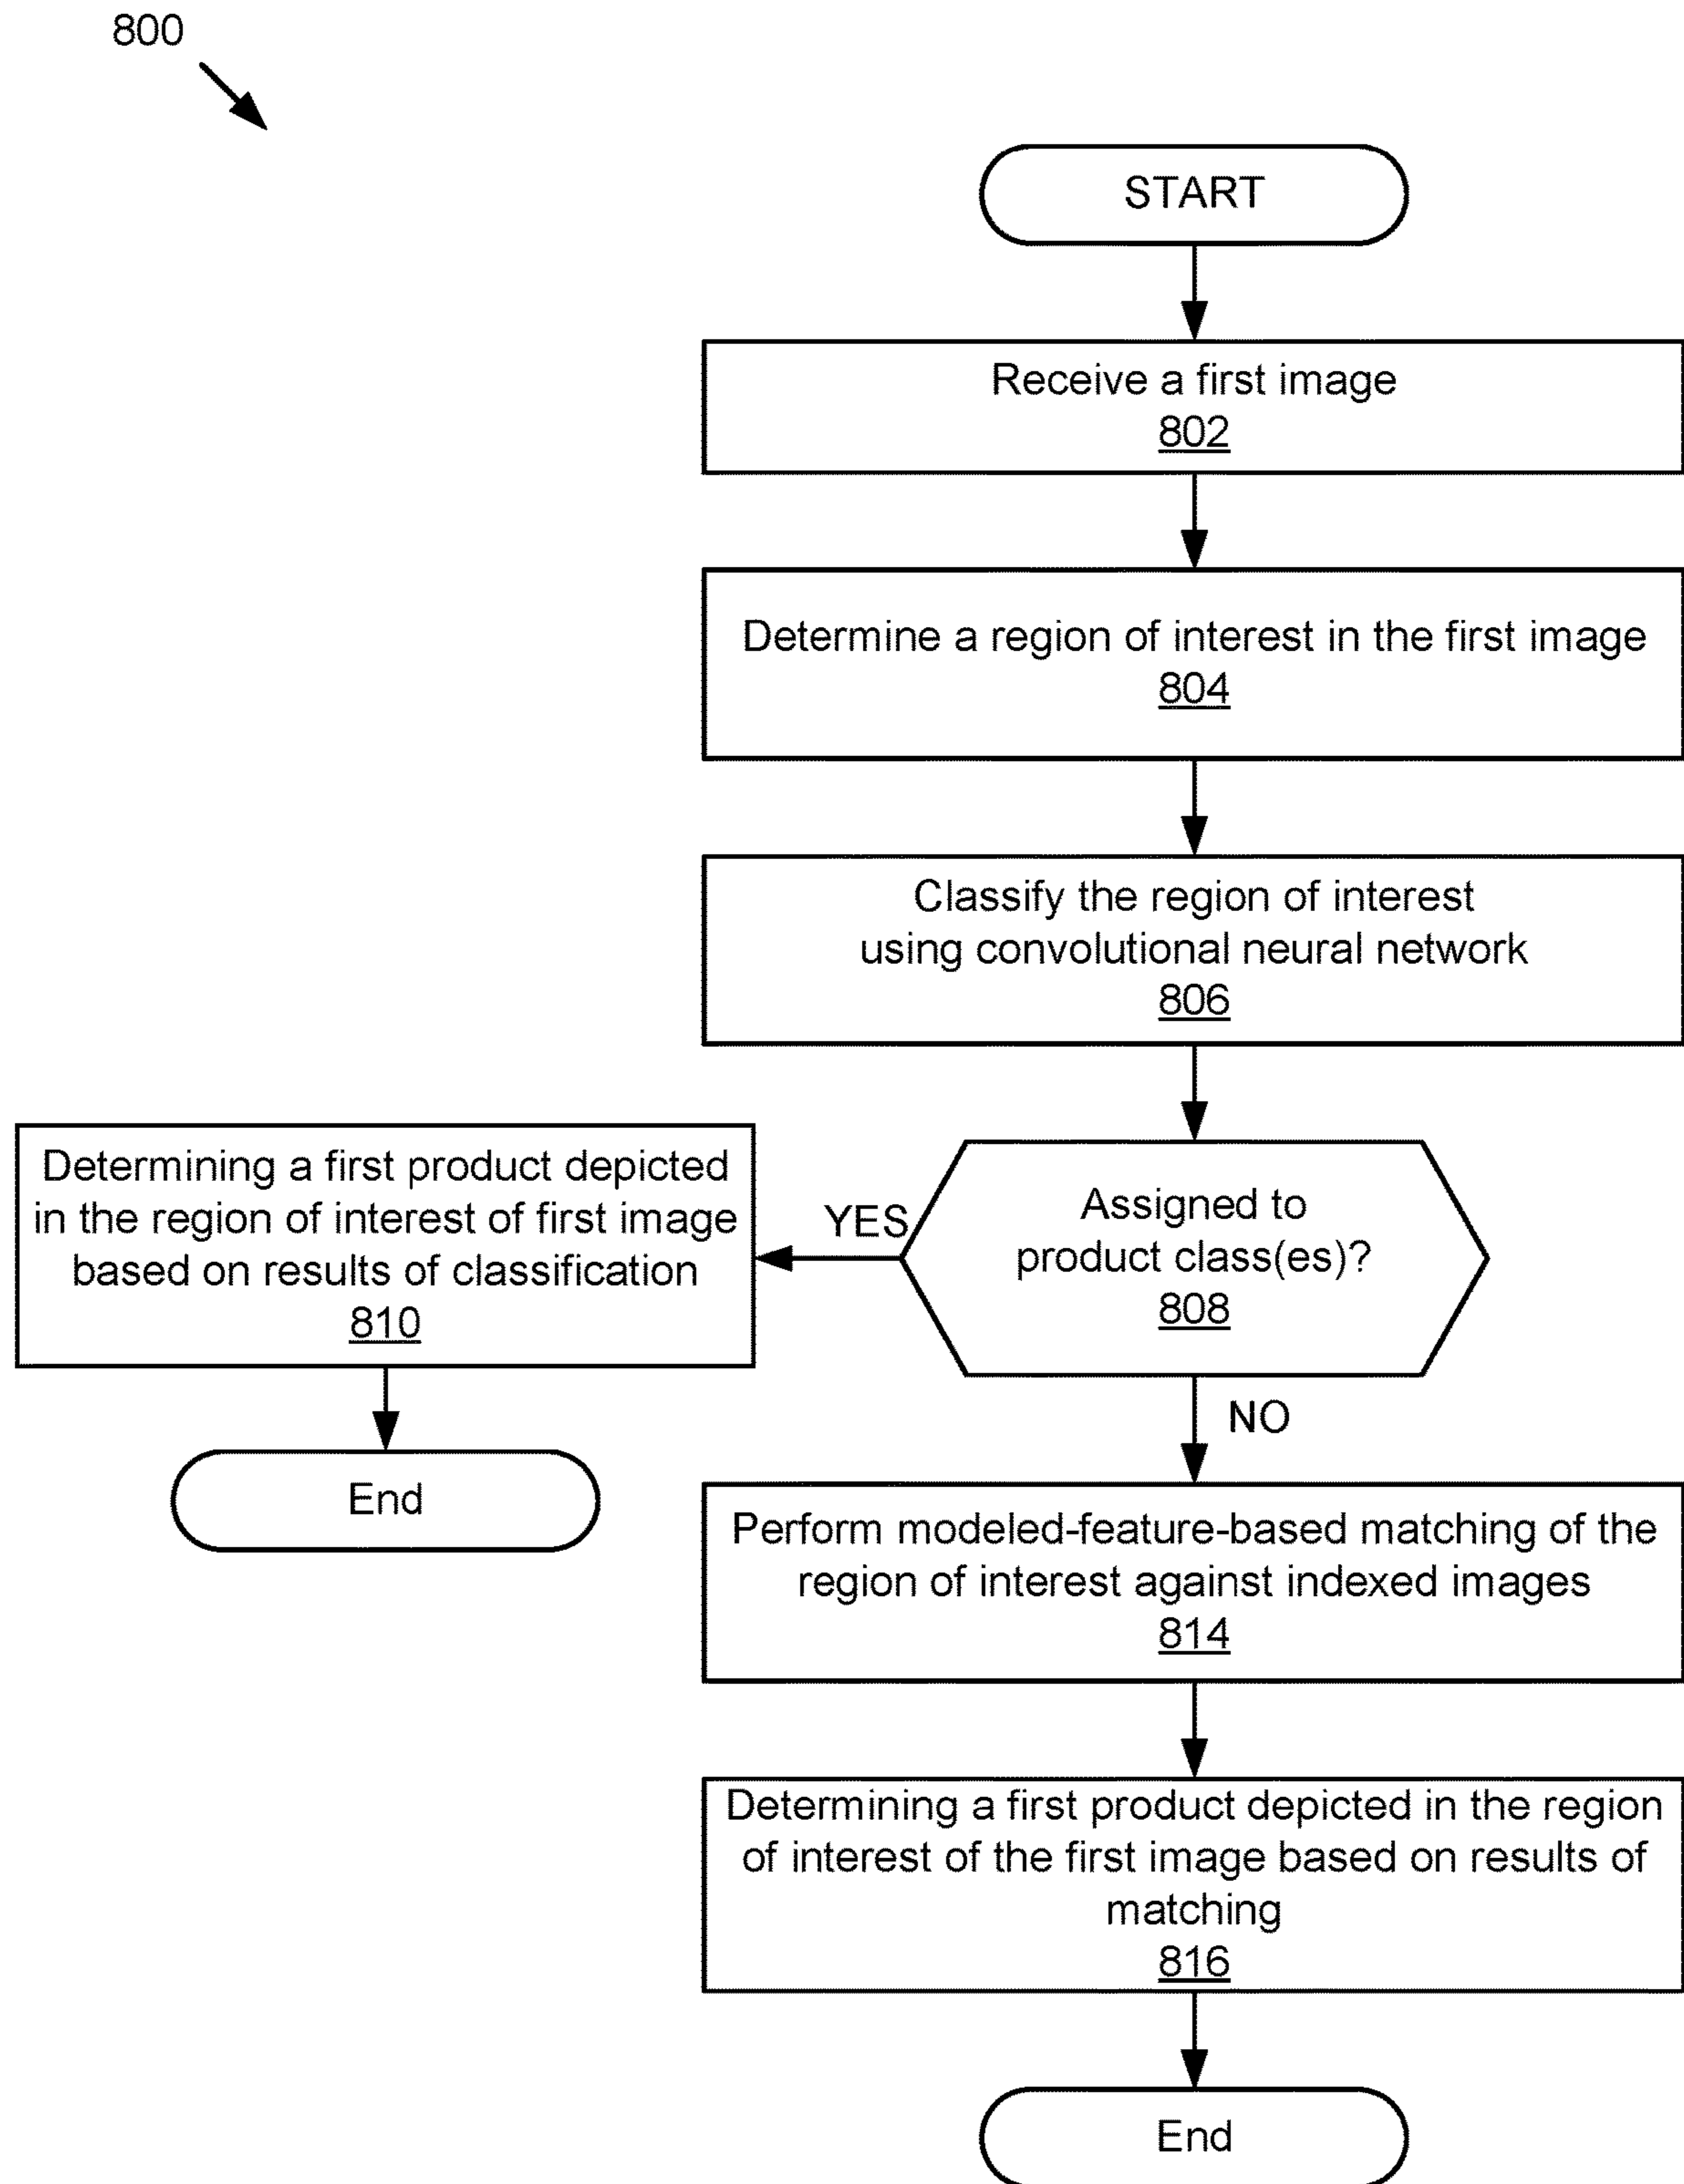 800
START
Receive a first image
802
Determine a region of interest in the first image
804
Classify the region of interest
using convolutional neural network
806
Assigned to
product class(es)?
808
YES
Determining a first product depicted
in the region of interest of first image
based on results of classification
810
End
NO
Perform modeled-feature-based matching of the
region of interest against indexed images
814
Determining a first product depicted in the region
of interest of the first image based on results of
matching
816
End